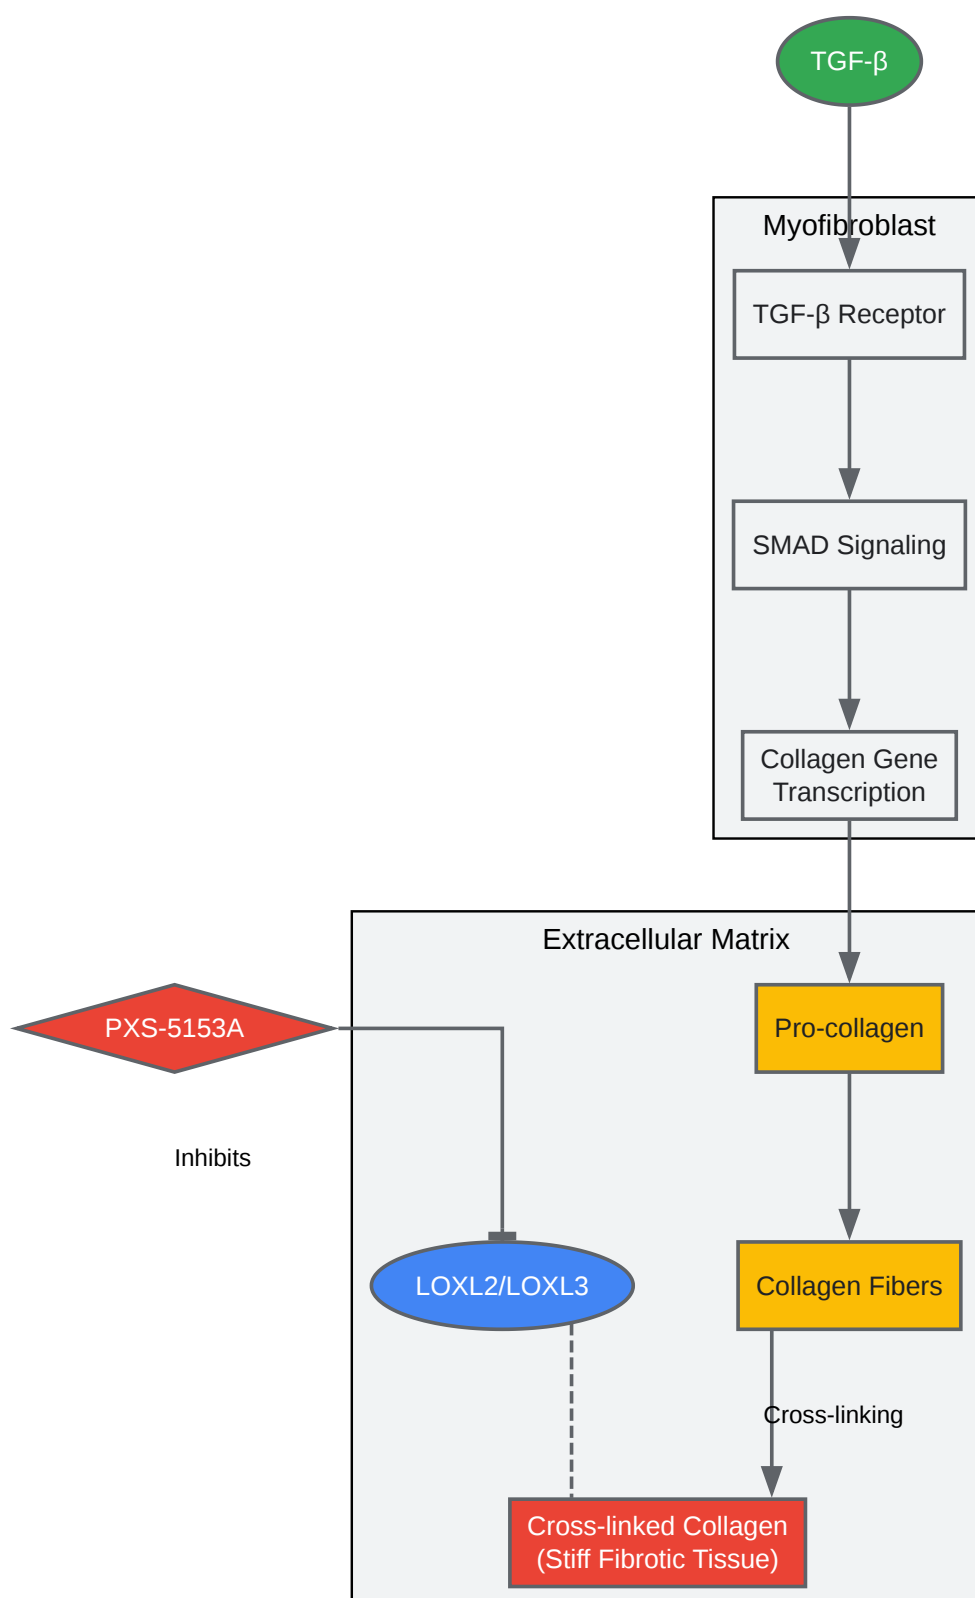 TGF-β
Myofibroblast
TGF-β Receptor
SMAD Signaling
Collagen Gene
Transcription
Extracellular Matrix
PXS-5153A
Pro-collagen
Inhibits
LOXL2/LOXL3
Collagen Fibers
Cross-linking
Cross-linked Collagen
(Stiff Fibrotic Tissue)